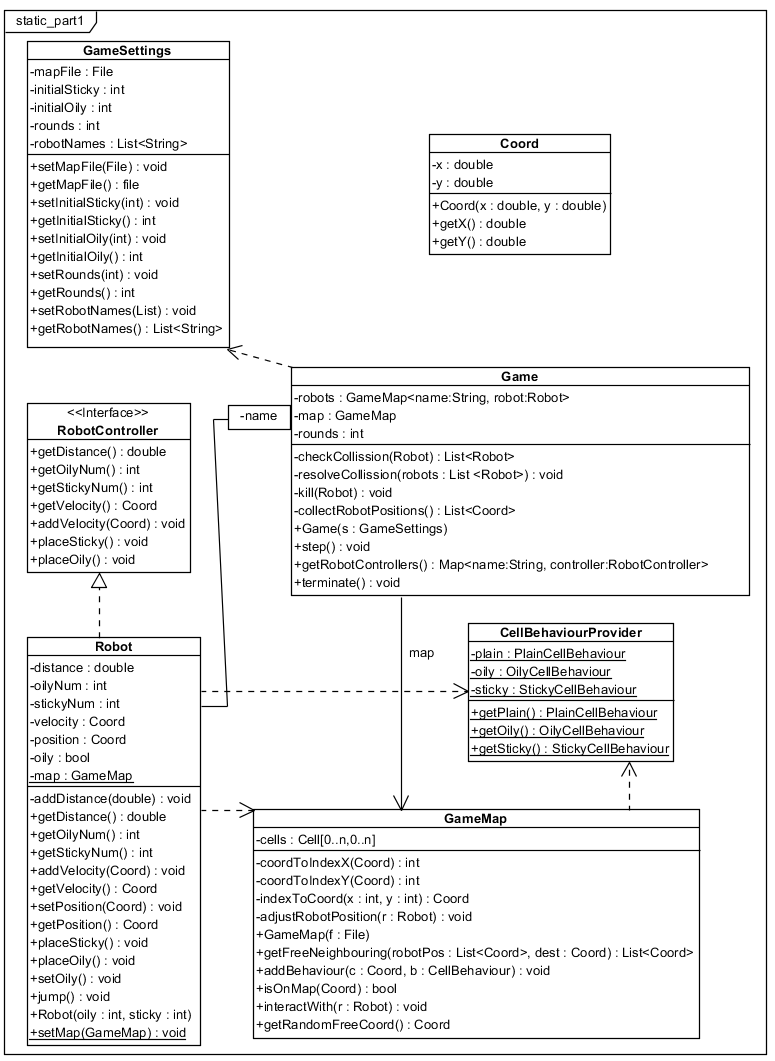 static_part1
GameSettings
-mapFile : File
-initialSticky : int
-initialOily : int
-rounds : int
-robotNames : List<String>
+setMapFile(File) : void
+getMapFile() : file
+setInitialSticky(int) : void
+getInitialSticky() : int
+setInitialOily(int) : void
+getInitialOily() : int
+setRounds(int) : void
+getRounds() : int
+setRobotNames(List) : void
+getRobotNames() : List<String>
Coord
-x : double
-y : double
+Coord(x : double, y : double)
+getX() : double
+getY() : double
Game
-robots : GameMap<name:String, robot:Robot>
-map : GameMap
-rounds : int
-checkCollission(Robot) : List<Robot>
-resolveCollission(robots : List <Robot>) : void
-kill(Robot) : void
-collectRobotPositions() : List<Coord>
+Game(s : GameSettings)
+step() : void
+getRobotControllers() : Map<name:String, controller:RobotController>
+terminate() : void
-name
<<Interface>>
RobotController
+getDistance() : double
+getOilyNum() : int
+getStickyNum() : int
+getVelocity() : Coord
+addVelocity(Coord) : void
+placeSticky() : void
+placeOily() : void
map
CellBehaviourProvider
-plain : PlainCellBehaviour
-oily : OilyCellBehaviour
-sticky : StickyCellBehaviour
+getPlain() : PlainCellBehaviour
+getOily() : OilyCellBehaviour
+getSticky() : StickyCellBehaviour
Robot
-distance : double
-oilyNum : int
-stickyNum : int
-velocity : Coord
-position : Coord
-oily : bool
-map : GameMap
-addDistance(double) : void
+getDistance() : double
+getOilyNum() : int
+getStickyNum() : int
+addVelocity(Coord) : void
+getVelocity() : Coord
+setPosition(Coord) : void
+getPosition() : Coord
+placeSticky() : void
+placeOily() : void
+setOily() : void
+jump() : void
+Robot(oily : int, sticky : int)
+setMap(GameMap) : void
GameMap
-cells : Cell[0..n,0..n]
-coordToIndexX(Coord) : int
-coordToIndexY(Coord) : int
-indexToCoord(x : int, y : int) : Coord
-adjustRobotPosition(r : Robot) : void
+GameMap(f : File)
+getFreeNeighbouring(robotPos : List<Coord>, dest : Coord) : List<Coord>
+addBehaviour(c : Coord, b : CellBehaviour) : void
+isOnMap(Coord) : bool
+interactWith(r : Robot) : void
+getRandomFreeCoord() : Coord